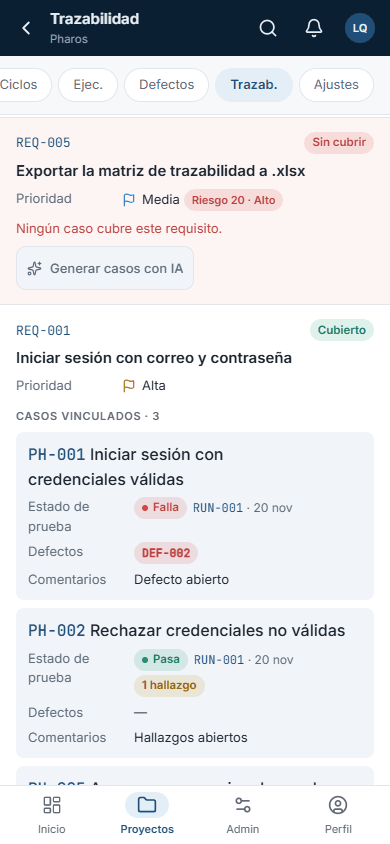 Trazabilidad
Pharos
LQ
Ciclos
Ejec.
Defectos
Trazab.
Ajustes
REQ-005
Sin cubrir
Exportar la matriz de trazabilidad a .xlsx
Prioridad
Media
Riesgo 20 · Alto
Ningún caso cubre este requisito.
Generar casos con IA
REQ-001
Cubierto
Iniciar sesión con correo y contraseña
Prioridad
Alta
CASOS VINCULADOS · 3
PH-001 Iniciar sesión con
credenciales válidas
Estado de
prueba
Falla
RUN-001 · 20 nov
Defectos
DEF-002
Comentarios
Defecto abierto
PH-002 Rechazar credenciales no válidas
Estado de
prueba
Pasa
RUN-001 · 20 nov
1 hallazgo
Defectos
—
Comentarios
Hallazgos abiertos
Inicio
Proyectos
Admin
Perfil